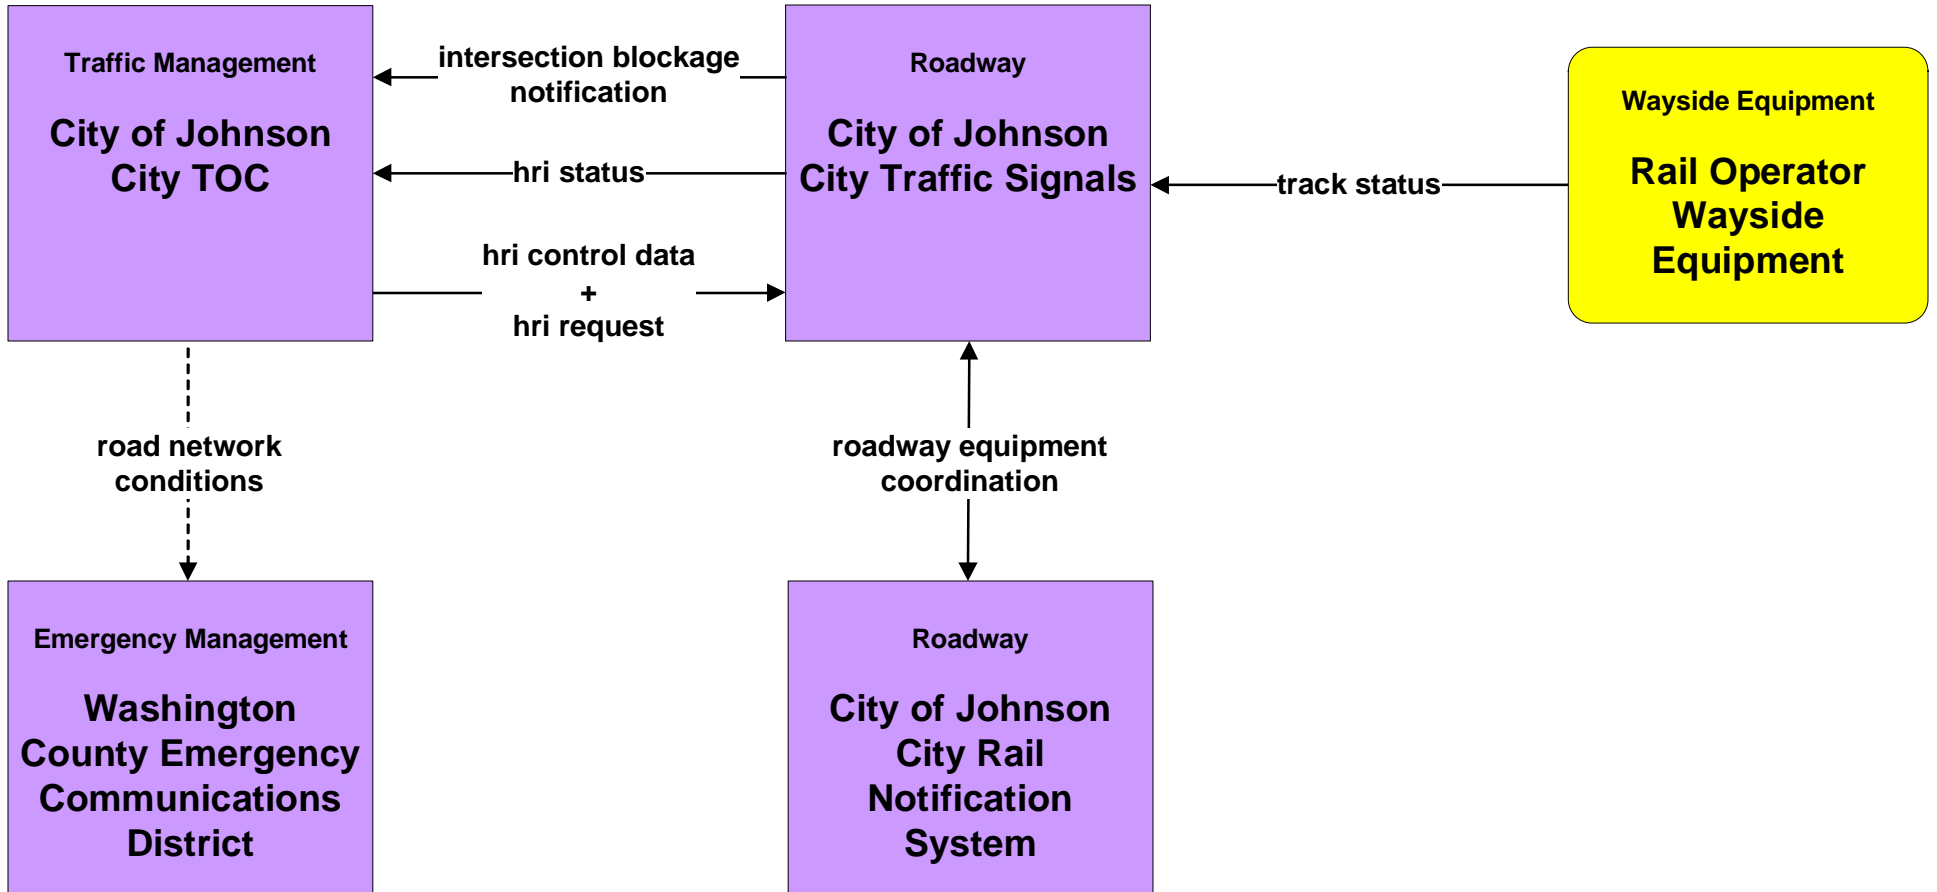 Traffic Management
City of Johnson
City TOC
intersection blockage
notification
hri status
hri control data
+
hri request
Roadway
City of Johnson
City Traffic Signals
track status
Wayside Equipment
Rail Operator
Wayside
Equipment
road network
conditions
roadway equipment
coordination
Emergency Management
Washington
County Emergency
Communications
District
Roadway
City of Johnson
City Rail
Notification
System